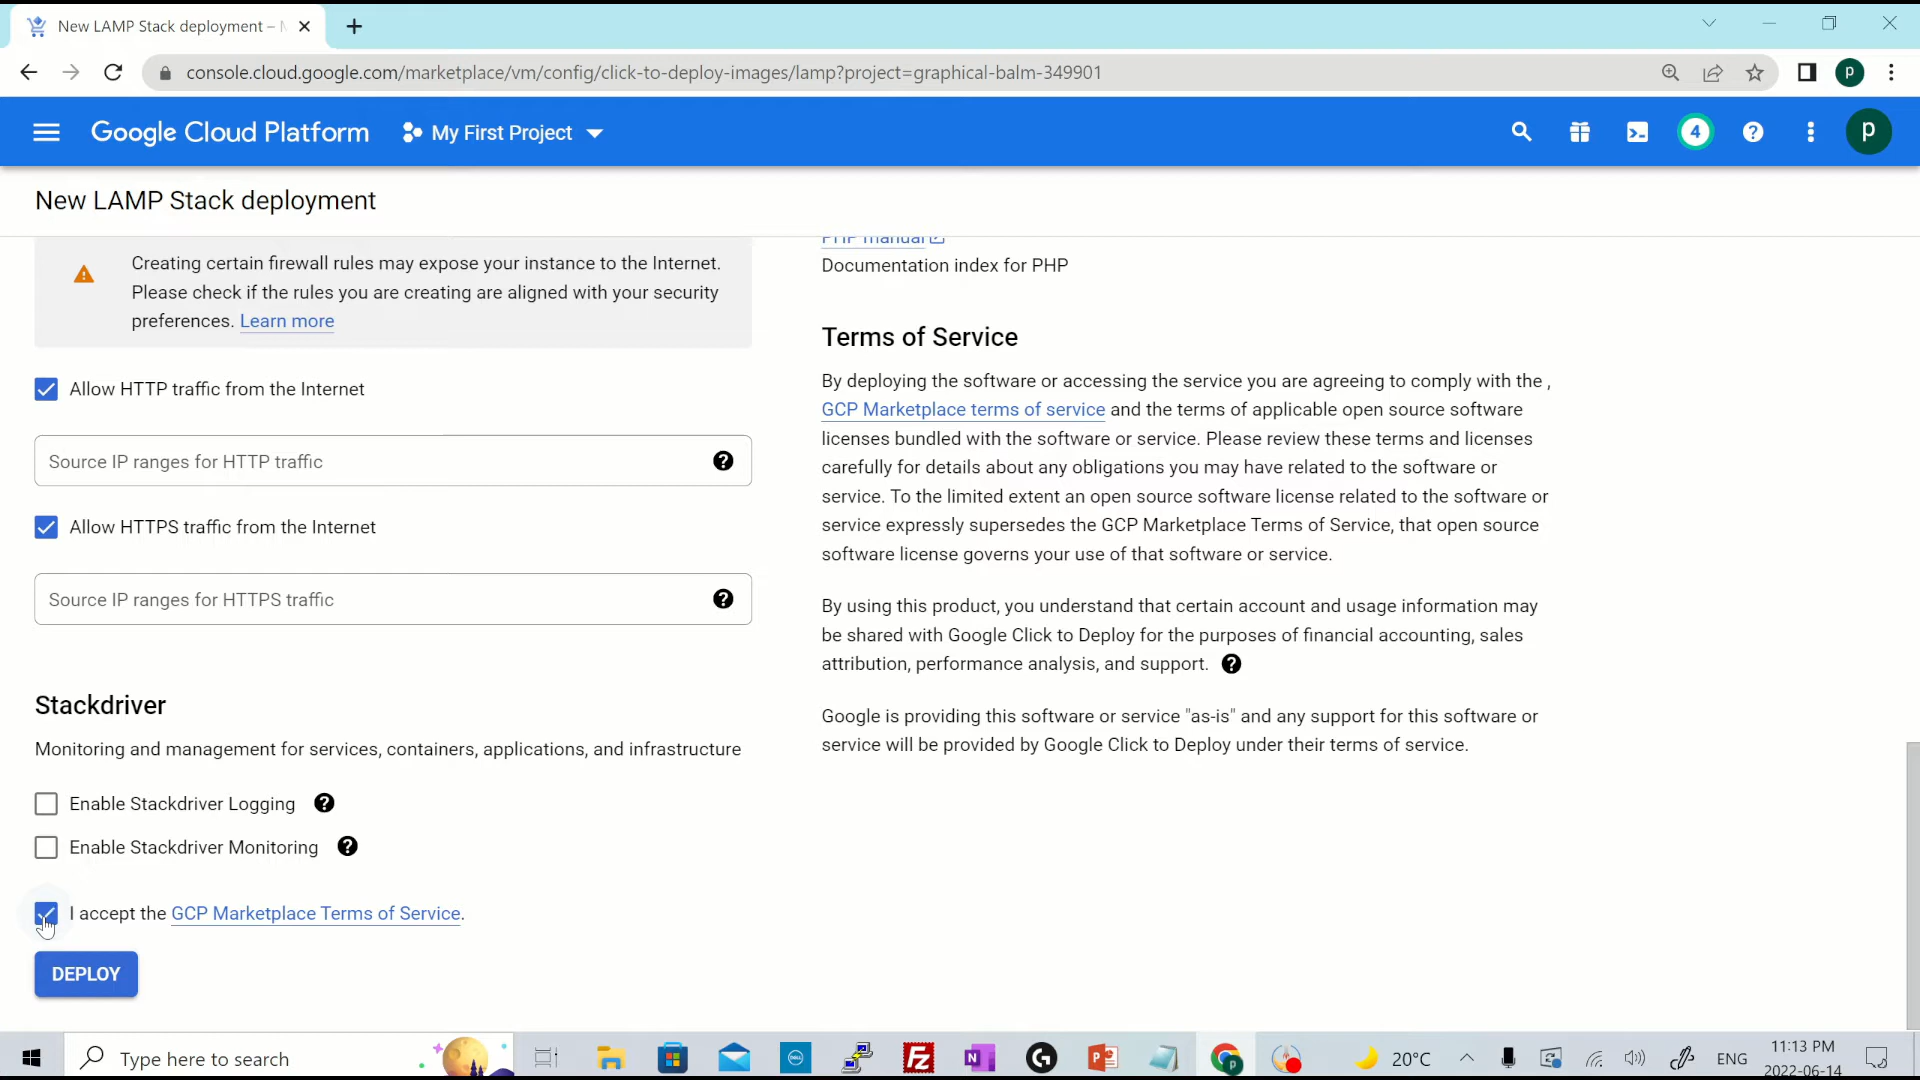 New LAMP Stack deployment –
console.cloud.google.com/marketplace/vm/config/click-to-deploy-images/lamp?project=graphical-balm-349901
p
Google Cloud Platform
My First Project
4
p
New LAMP Stack deployment
Creating certain firewall rules may expose your instance to the Internet.
Please check if the rules you are creating are aligned with your security
preferences. Learn more
Allow HTTP traffic from the Internet
Source IP ranges for HTTP traffic
Allow HTTPS traffic from the Internet
Source IP ranges for HTTPS traffic
Stackdriver
Monitoring and management for services, containers, applications, and infrastructure
Enable Stackdriver Logging
Enable Stackdriver Monitoring
I accept the GCP Marketplace Terms of Service.
DEPLOY
PHP manual
Documentation index for PHP
Terms of Service
By deploying the software or accessing the service you are agreeing to comply with the ,
GCP Marketplace terms of service and the terms of applicable open source software
licenses bundled with the software or service. Please review these terms and licenses
carefully for details about any obligations you may have related to the software or
service. To the limited extent an open source software license related to the software or
service expressly supersedes the GCP Marketplace Terms of Service, that open source
software license governs your use of that software or service.
By using this product, you understand that certain account and usage information may
be shared with Google Click to Deploy for the purposes of financial accounting, sales
attribution, performance analysis, and support.
Google is providing this software or service "as-is" and any support for this software or
service will be provided by Google Click to Deploy under their terms of service.
Type here to search
20°C
ENG
11:13 PM
2022-06-14